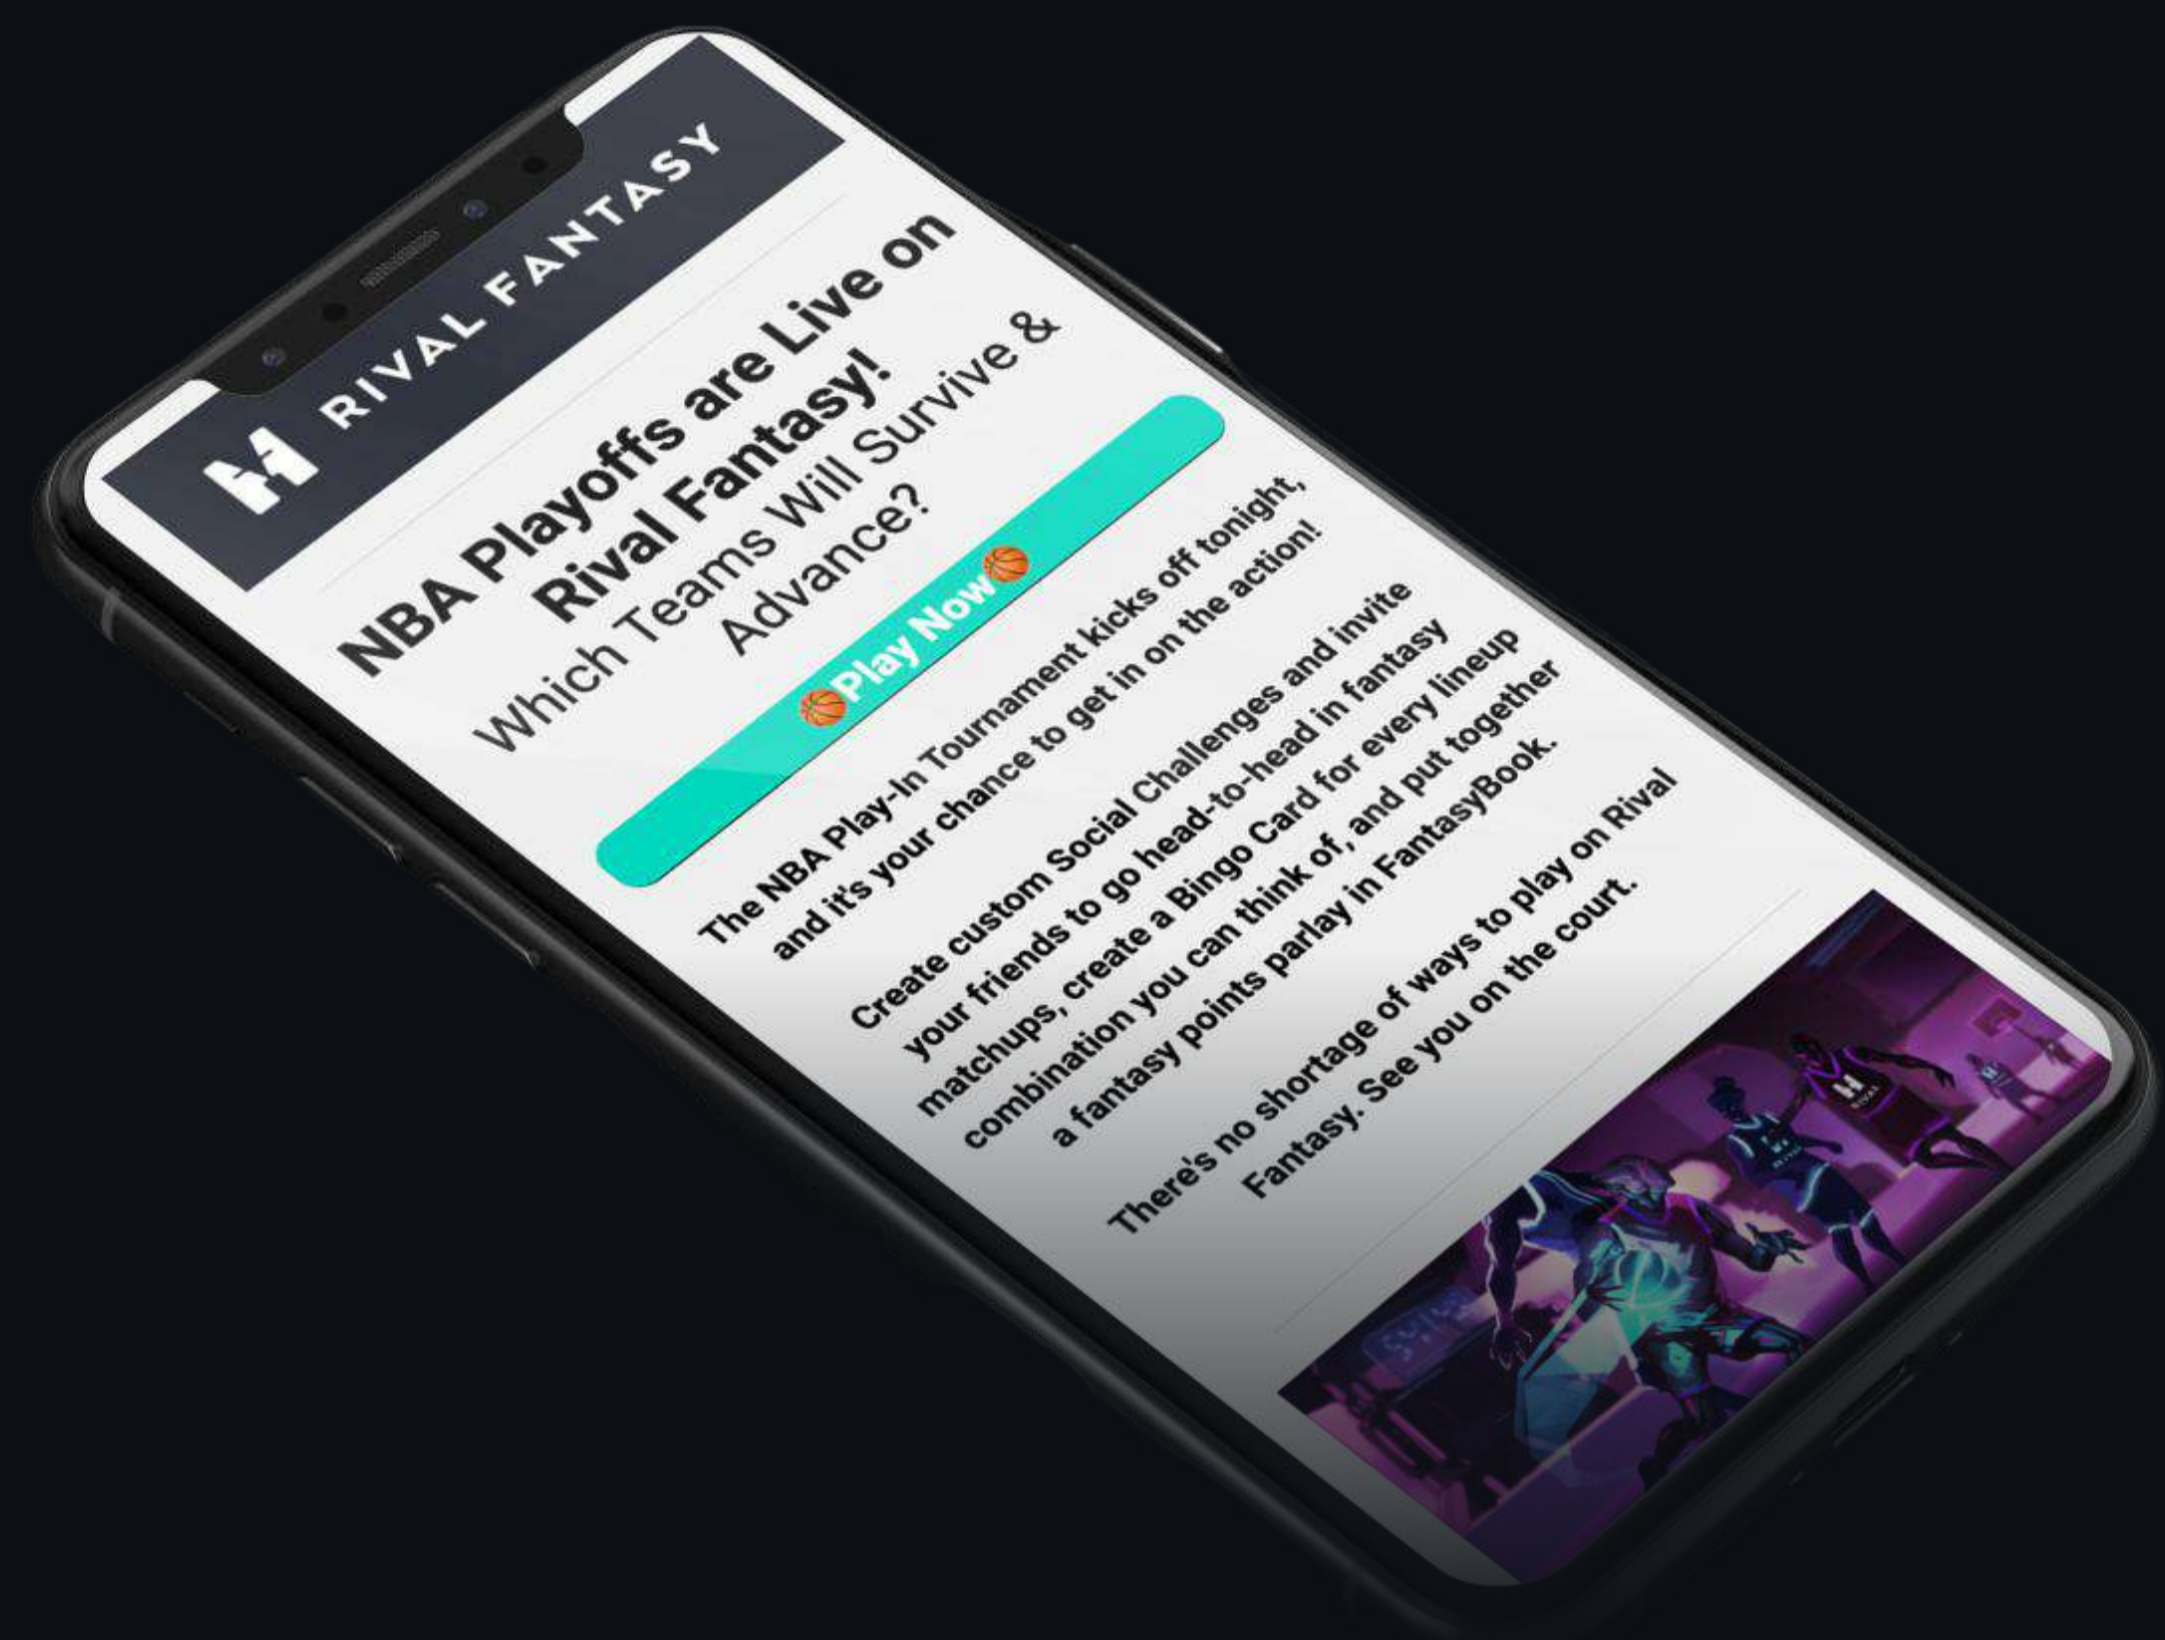 RIVAL FANTASY
NBA Playoffs are Live on
Rival Fantasy!
Which Teams Will Survive &
Advance?
🏀Play Now🏀
The NBA Play-In Tournament kicks off tonight,
and it's your chance to get in on the action!
Create custom Social Challenges and invite
your friends to go head-to-head in fantasy
matchups, create a Bingo Card for every lineup
combination you can think of, and put together
a fantasy points parlay in FantasyBook.
There's no shortage of ways to play on Rival
Fantasy. See you on the court.
RIVAL